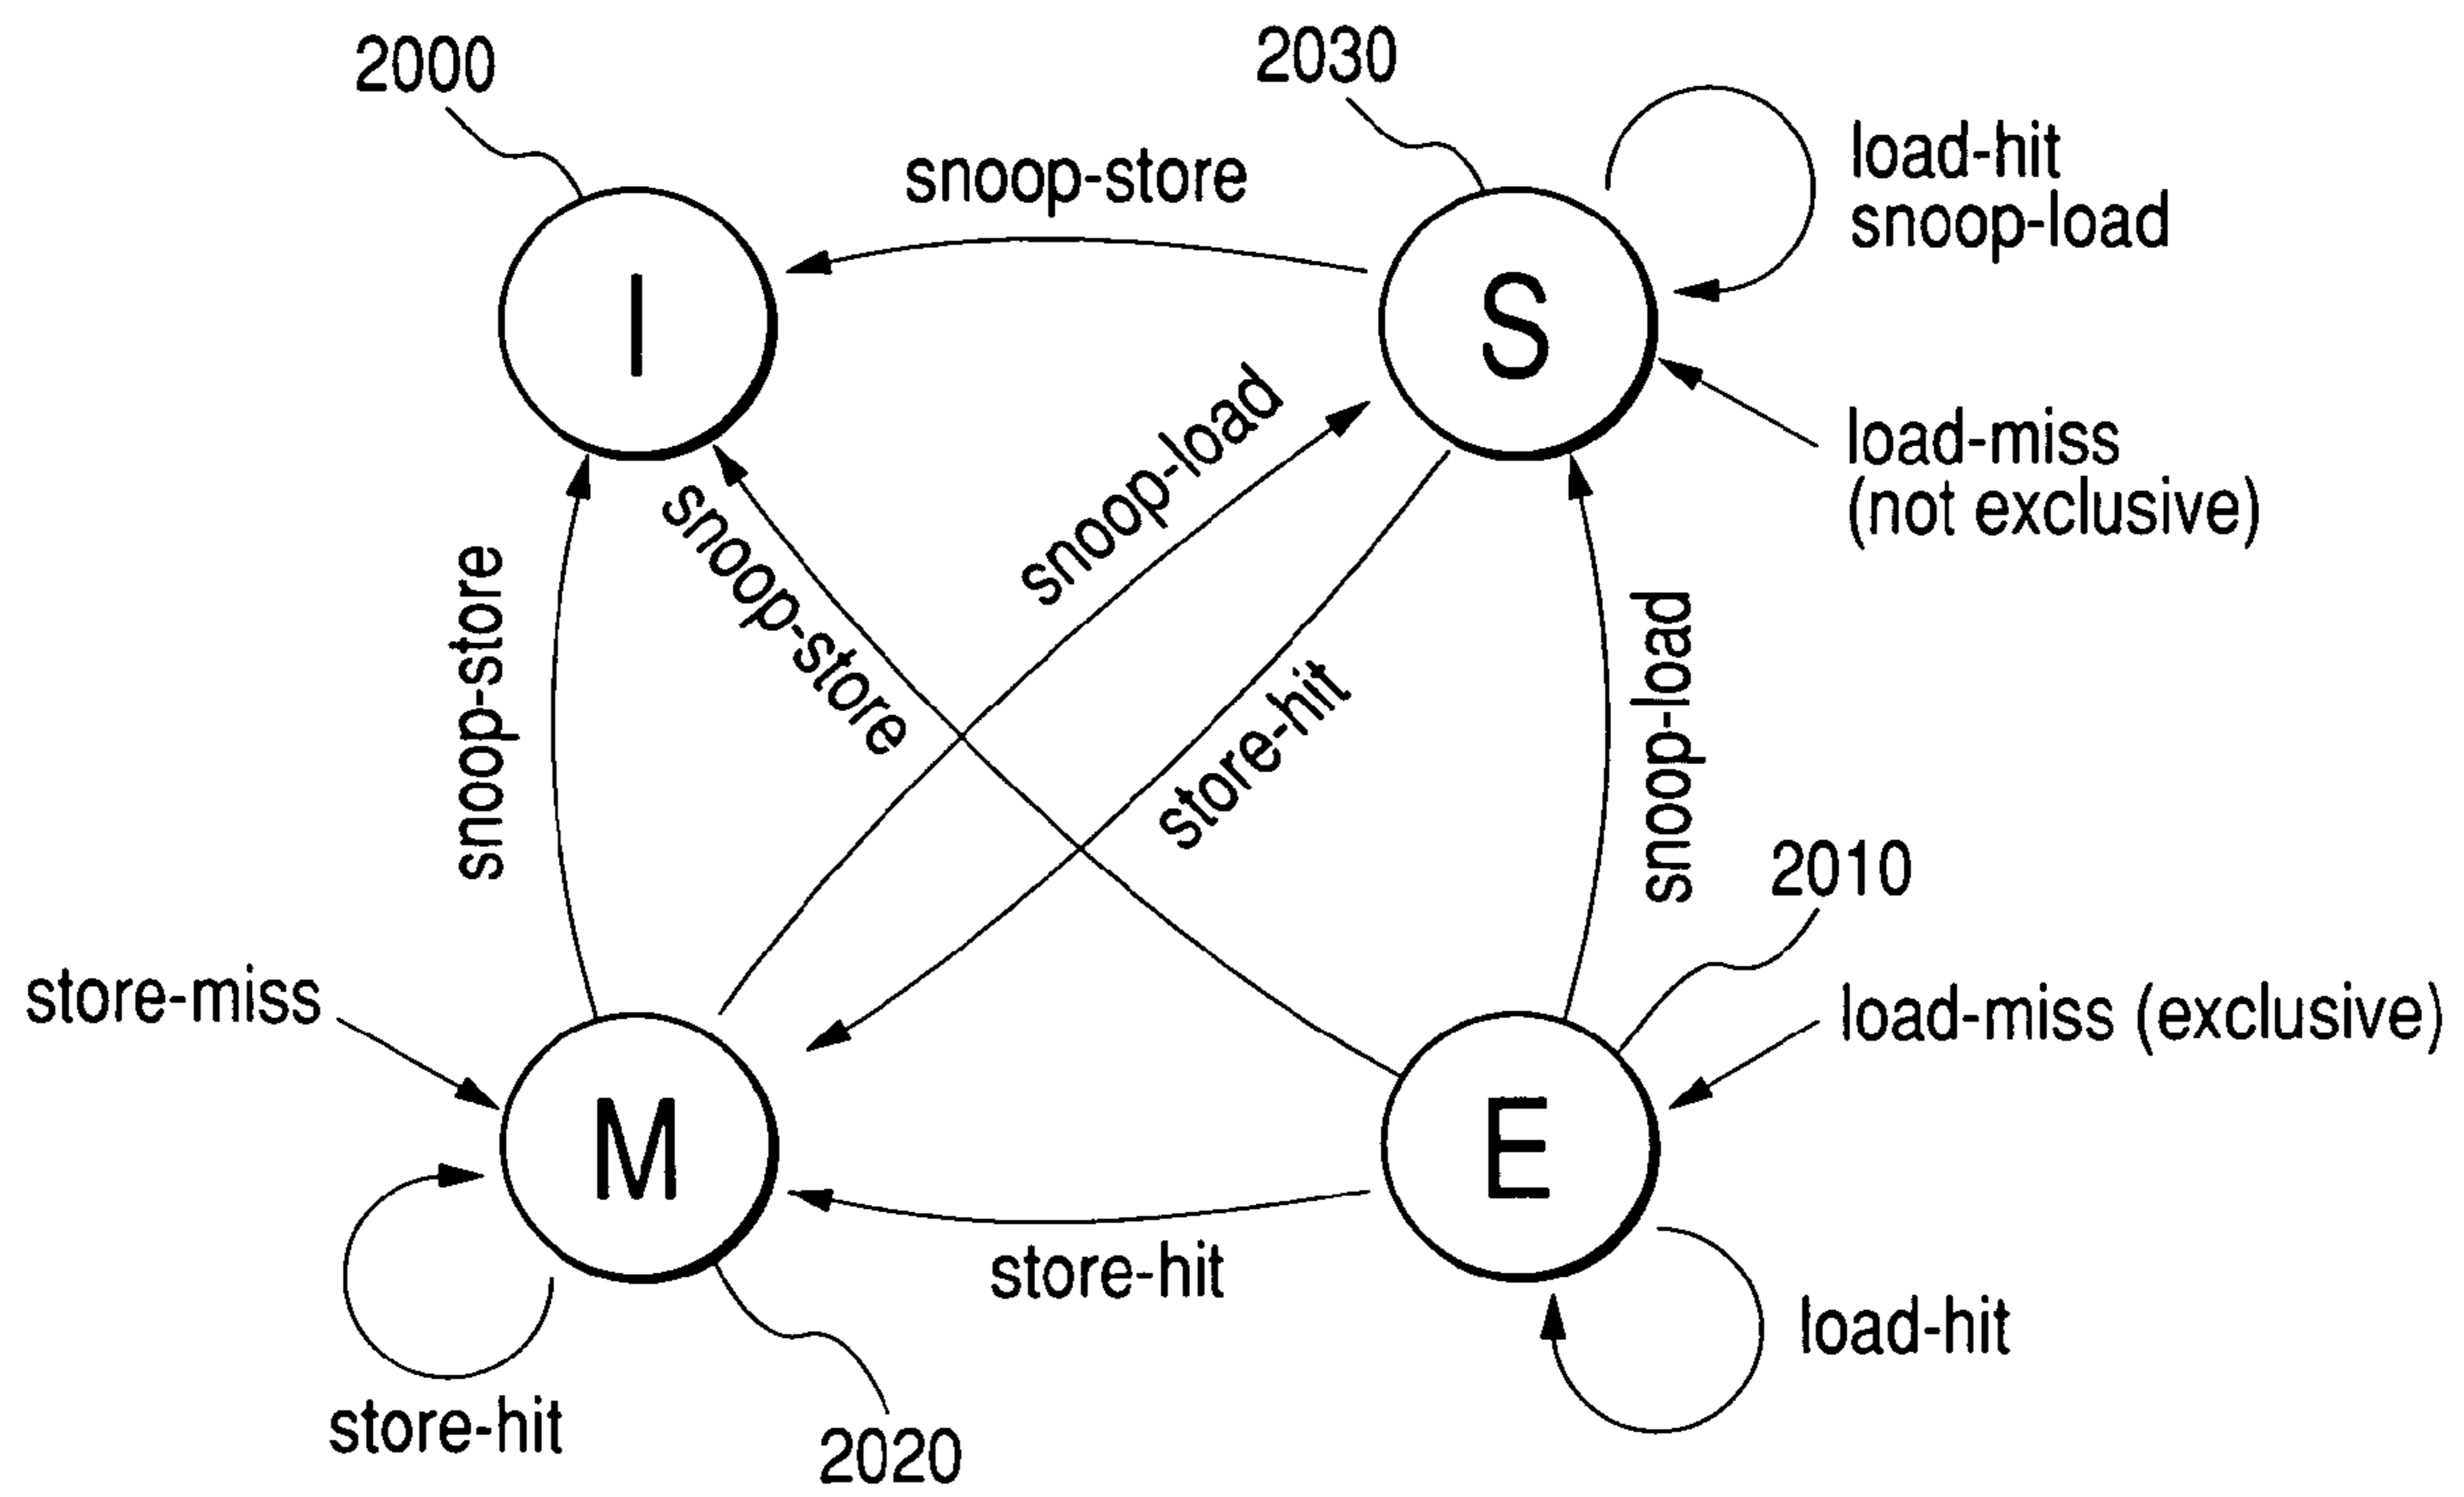 2000
2030
load-hit
snoop-load
snoop-store
I
S
snoop-load
load-miss
(not exclusive)
snoop-store
snoop-store
store-hit
snoop-load
2010
store-miss
load-miss (exclusive)
M
E
store-hit
load-hit
store-hit
2020